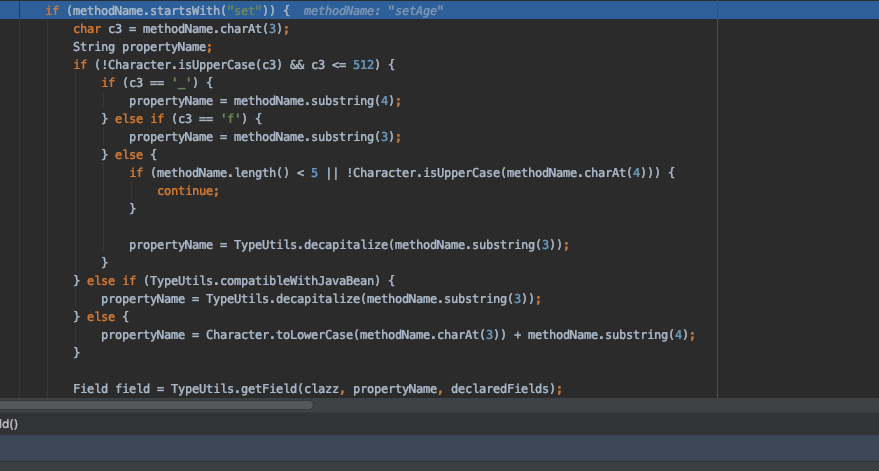 if (methodName.startsWith("set")) {  methodName: "setAge"
char c3 = methodName.charAt(3);
String propertyName;
if (!Character.isUpperCase(c3) && c3 <= 512) {
if (c3 == '_') {
propertyName = methodName.substring(4);
} else if (c3 == 'f') {
propertyName = methodName.substring(3);
} else {
if (methodName.length() < 5 || !Character.isUpperCase(methodName.charAt(4))) {
continue;
}
propertyName = TypeUtils.decapitalize(methodName.substring(3));
}
} else if (TypeUtils.compatibleWithJavaBean) {
propertyName = TypeUtils.decapitalize(methodName.substring(3));
} else {
propertyName = Character.toLowerCase(methodName.charAt(3)) + methodName.substring(4);
}
Field field = TypeUtils.getField(clazz, propertyName, declaredFields);
ld()